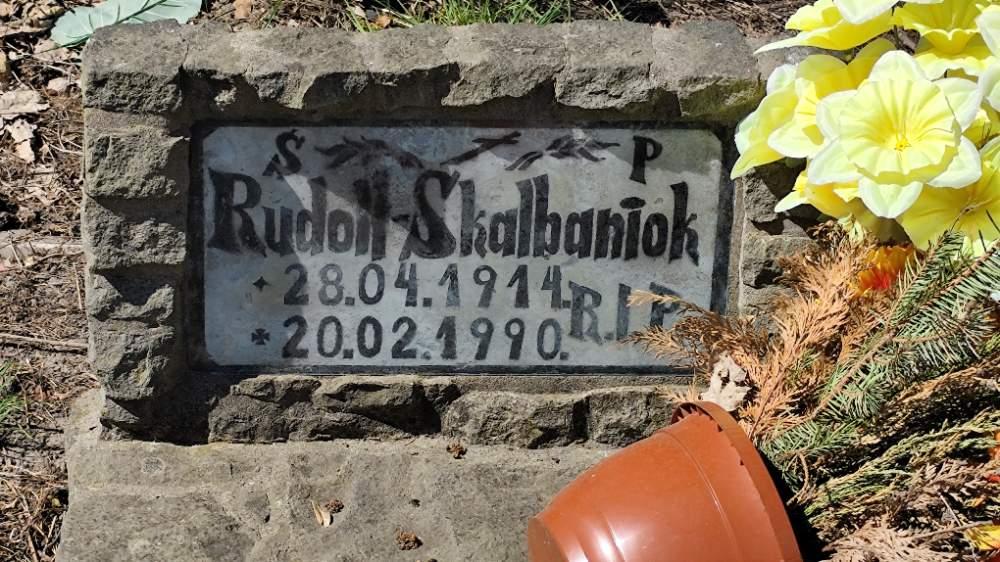 Ś P
Rudolf Skalbaniok
28.04.1914.
20.02.1990. R.I.P